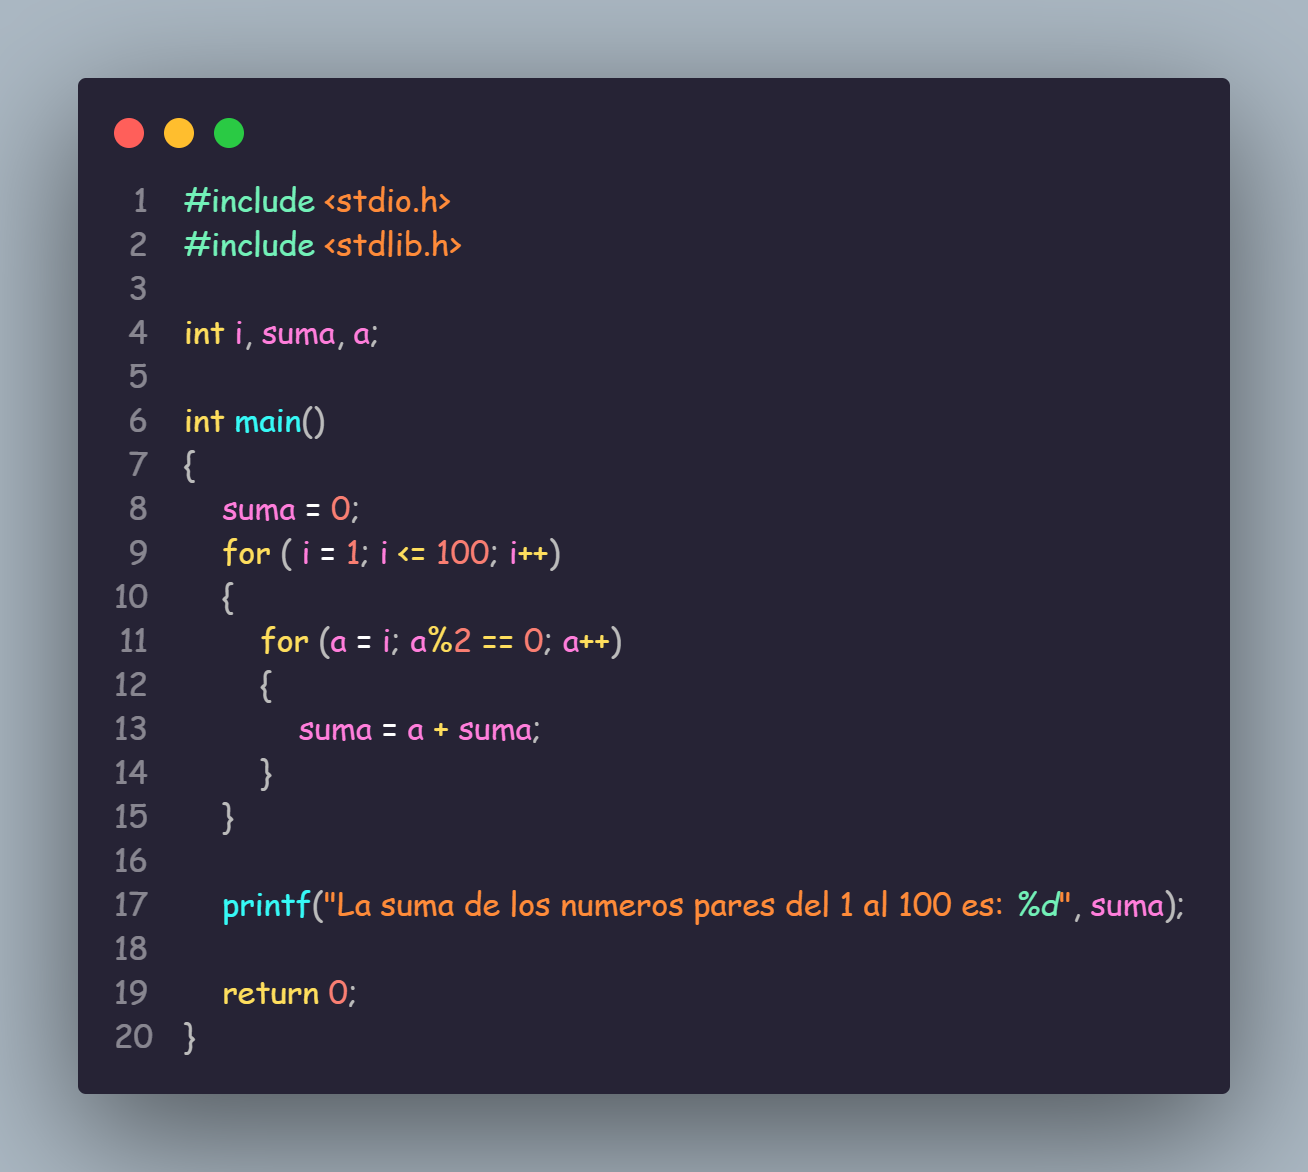 1 #include <stdio.h>
2 #include <stdlib.h>
3
4 int i, suma, a;
5
6 int main()
7 {
8 suma = 0;
9 for ( i = 1; i <= 100; i++)
10 {
11 for (a = i; a%2 == 0; a++)
12 {
13 suma = a + suma;
14 }
15 }
16
17 printf("La suma de los numeros pares del 1 al 100 es: %d", suma);
18
19 return 0;
20 }